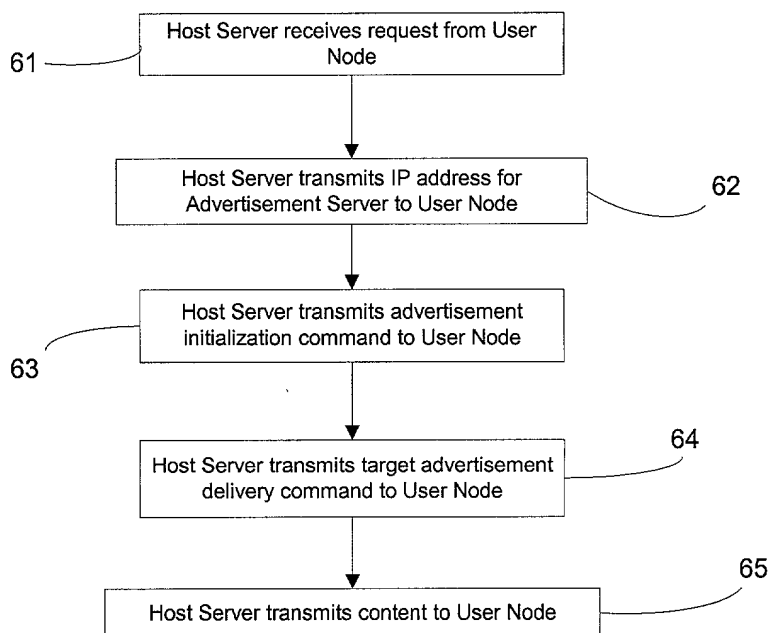 Host Server receives request from User
Node
61
Host Server transmits IP address for
Advertisement Server to User Node
62
Host Server transmits advertisement
initialization command to User Node
63
Host Server transmits target advertisement
delivery command to User Node
64
Host Server transmits content to User Node
65